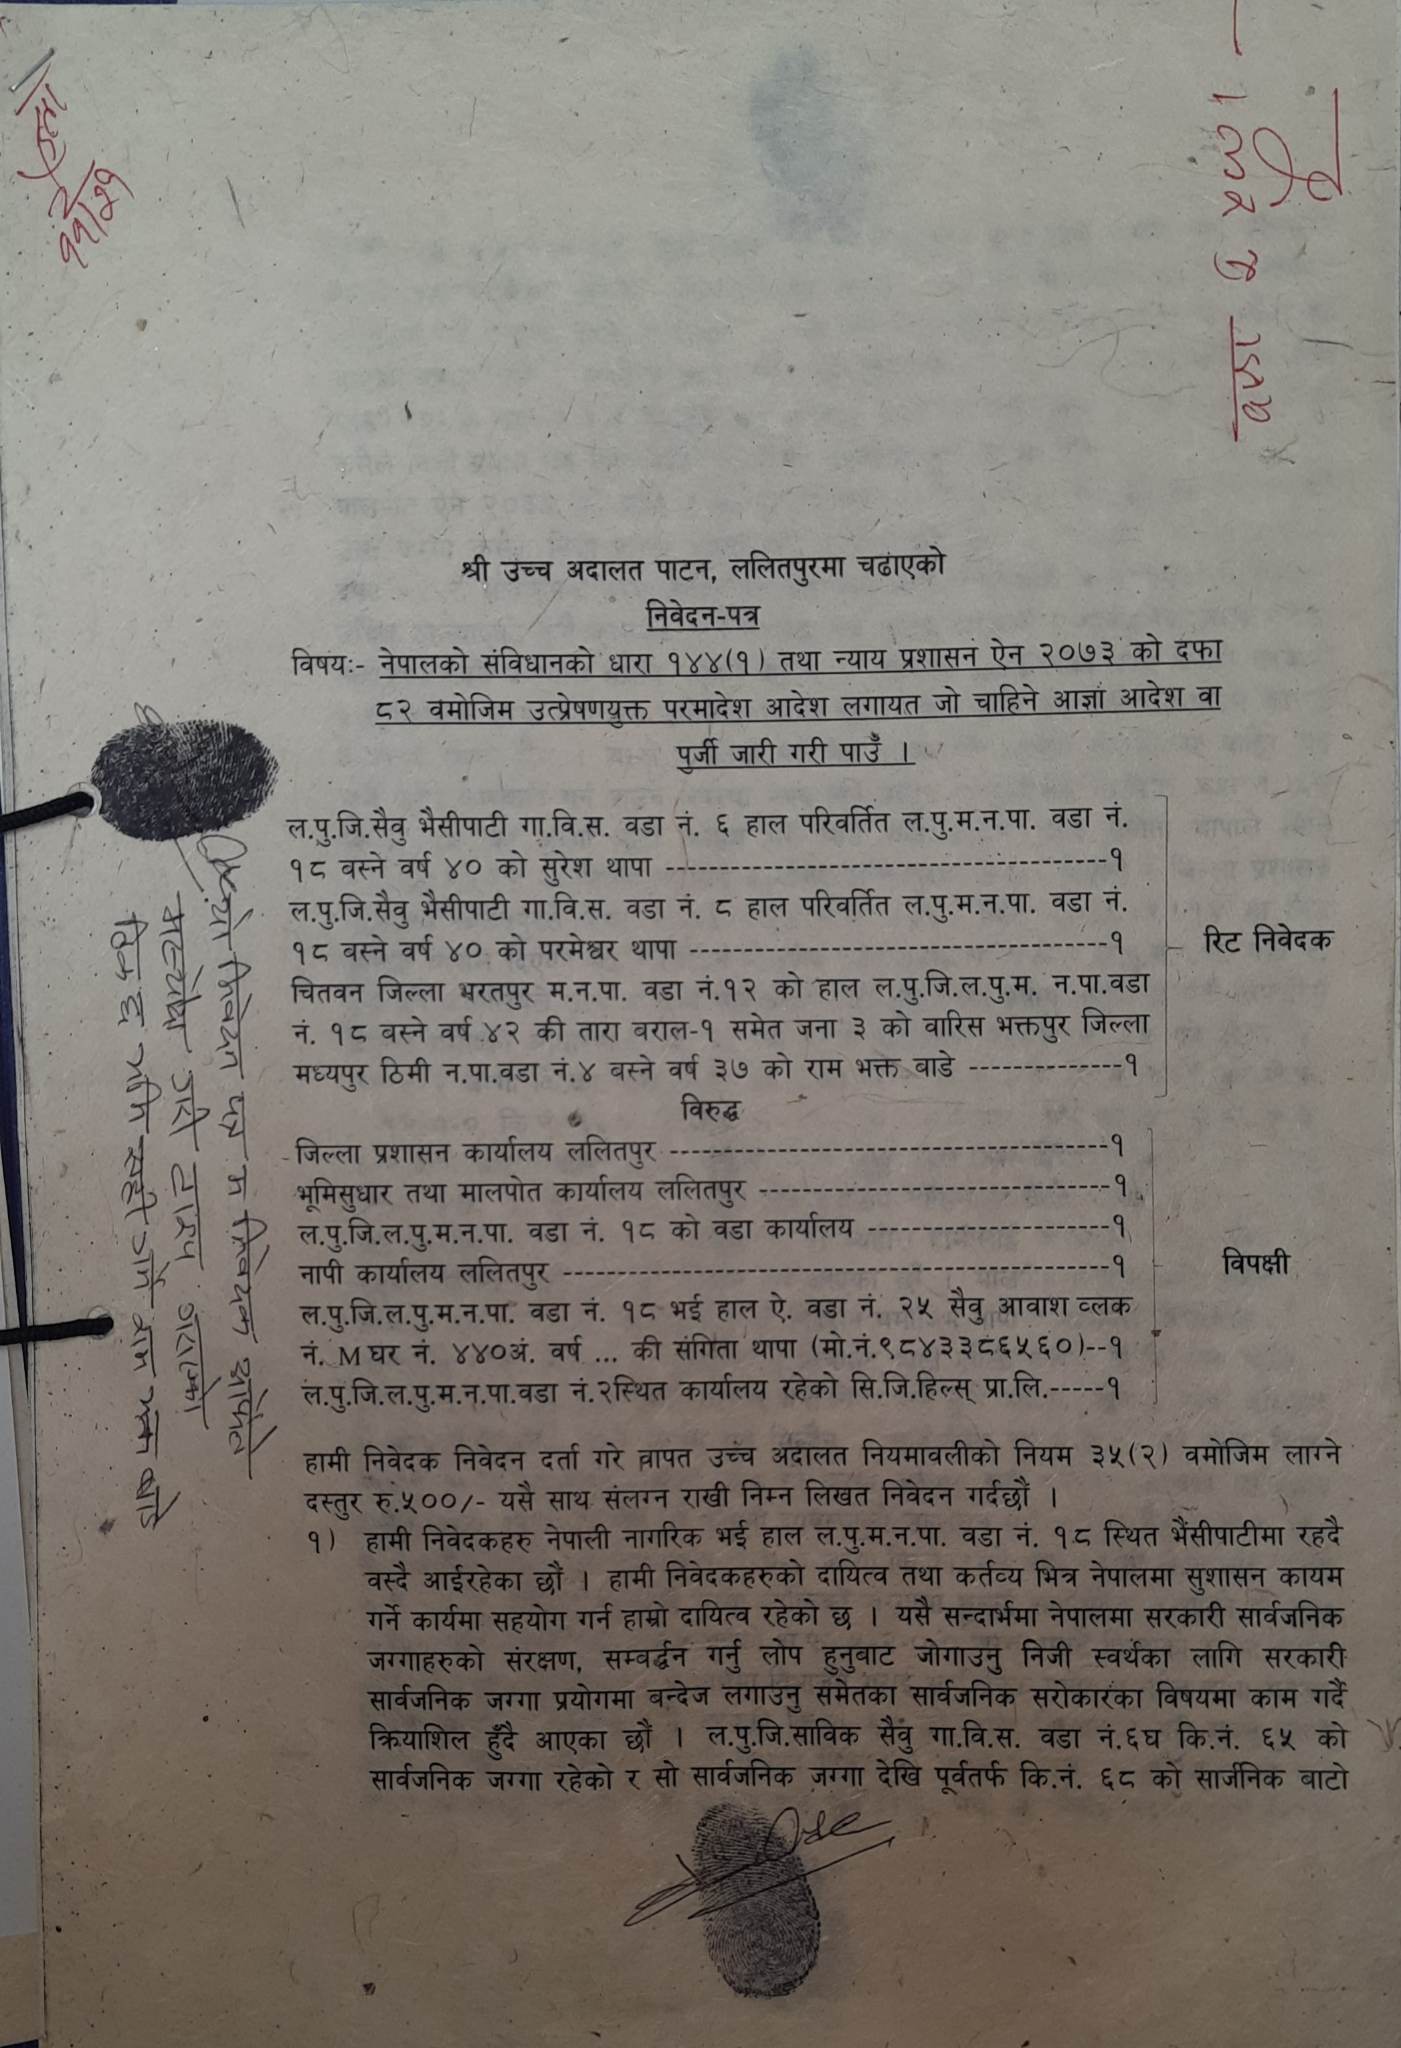 श्री उच्च अदालत पाटन, ललितपुरमा चढाएको
निवेदन-पत्र
विषयः- नेपालको संविधानको धारा १४४(१) तथा न्याय प्रशासन ऐन २०७३ को दफा
८२ वमोजिम उत्प्रेषणयुक्त परमादेश आदेश लगायत जो चाहिने आज्ञा आदेश वा
पुर्जी जारी गरी पाउँ ।
ल.पु.जि.सैवु भैसीपाटी गा.वि.स. वडा नं. ६ हाल परिवर्तित ल.पु.म.न.पा. वडा नं.
१८ वस्ने वर्ष ४० को सुरेश थापा ----------------------------------------१
ल.पु.जि.सैवु भैसीपाटी गा.वि.स. वडा नं. ८ हाल परिवर्तित ल.पु.म.न.पा. वडा नं.
१८ वस्ने वर्ष ४० को परमेश्वर थापा --------------------------------------१
रिट निवेदक
चितवन जिल्ला भरतपुर म.न.पा. वडा नं.१२ को हाल ल.पु.जि.ल.पु.म. न.पा.वडा
नं. १८ वस्ने वर्ष ४२ की तारा वराल-१ समेत जना ३ को वारिस भक्तपुर जिल्ला
मध्यपुर ठिमी न.पा.वडा नं.४ वस्ने वर्ष ३७ को राम भक्त वाडे --------------१
विरुद्ध
जिल्ला प्रशासन कार्यालय ललितपुर ----------------------------------------१
भूमिसुधार तथा मालपोत कार्यालय ललितपुर --------------------------------१
ल.पु.जि.ल.पु.म.न.पा. वडा नं. १८ को वडा कार्यालय ----------------------१
नापी कार्यालय ललितपुर --------------------------------------------------१
विपक्षी
ल.पु.जि.ल.पु.म.न.पा. वडा नं. १८ भई हाल ऐ. वडा नं. २५ सैवु आवाश व्लक
नं. M घर नं. ४४०अं. वर्ष ... की संगिता थापा (मो.नं.९८४३३८६५६०)--१
ल.पु.जि.ल.पु.म.न.पा.वडा नं.२स्थित कार्यालय रहेको सि.जि.हिल्स् प्रा.लि.-----१
हामी निवेदक निवेदन दर्ता गरे वापत उच्च अदालत नियमावलीको नियम ३५(२) वमोजिम लाग्ने
दस्तुर रु.५००/- यसै साथ संलग्न राखी निम्न लिखत निवेदन गर्दछौं ।
१) हामी निवेदकहरु नेपाली नागरिक भई हाल ल.पु.म.न.पा. वडा नं. १८ स्थित भैंसीपाटीमा रहदै
वस्दै आईरहेका छौं । हामी निवेदकहरुको दायित्व तथा कर्तव्य भित्र नेपालमा सुशासन कायम
गर्ने कार्यमा सहयोग गर्न हाम्रो दायित्व रहेको छ । यसै सन्दार्भमा नेपालमा सरकारी सार्वजनिक
जग्गाहरुको संरक्षण, सम्वर्द्धन गर्नु लोप हुनुबाट जोगाउनु निजी स्वर्थका लागि सरकारी
सार्वजनिक जग्गा प्रयोगमा बन्देज लगाउनु समेतका सार्वजनिक सरोकारका विषयमा काम गर्दै
क्रियाशिल हुँदै आएका छौं । ल.पु.जि.साविक सैवु गा.वि.स. वडा नं.६घ कि.नं. ६५ को
सार्वजनिक जग्गा रहेको र सो सार्वजनिक जग्गा देखि पूर्वतर्फ कि.नं. ६८ को सार्जनिक बाटो